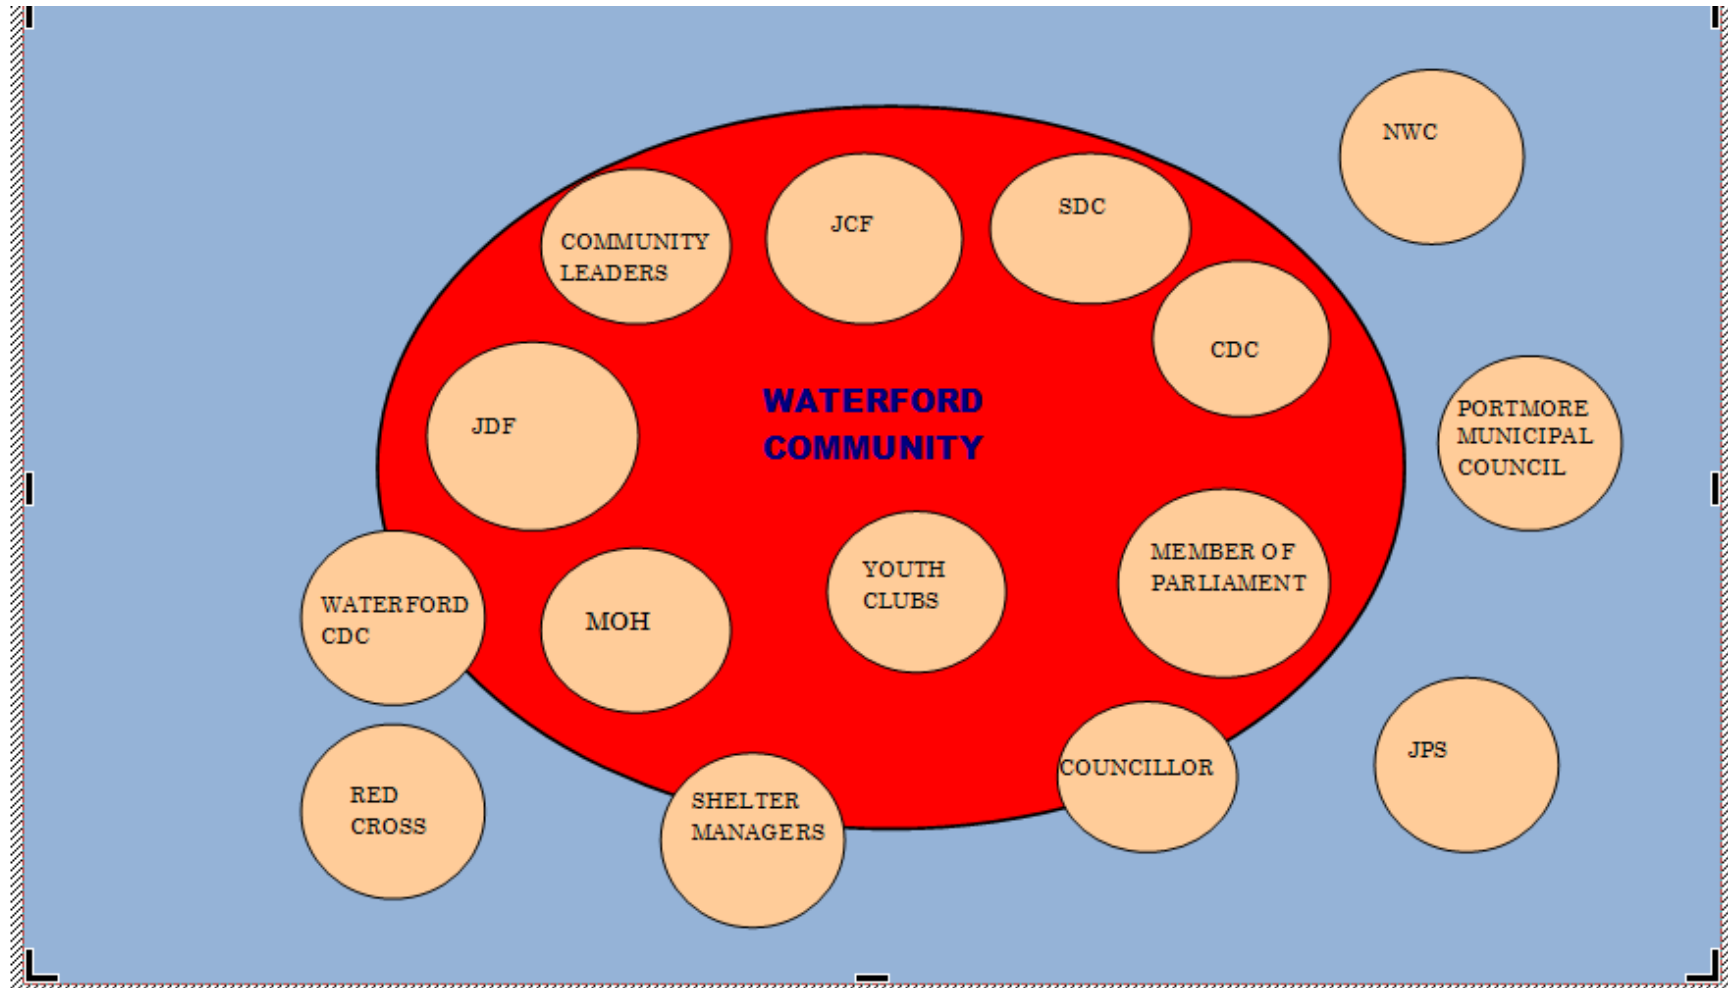 NWC
COMMUNITY
LEADERS
JCF
SDC
CDC
JDF
WATERFORD
COMMUNITY
PORTMORE
MUNICIPAL
COUNCIL
WATERFORD
CDC
MOH
YOUTH
CLUBS
MEMBER OF
PARLIAMENT
RED
CROSS
SHELTER
MANAGERS
COUNCILLOR
JPS